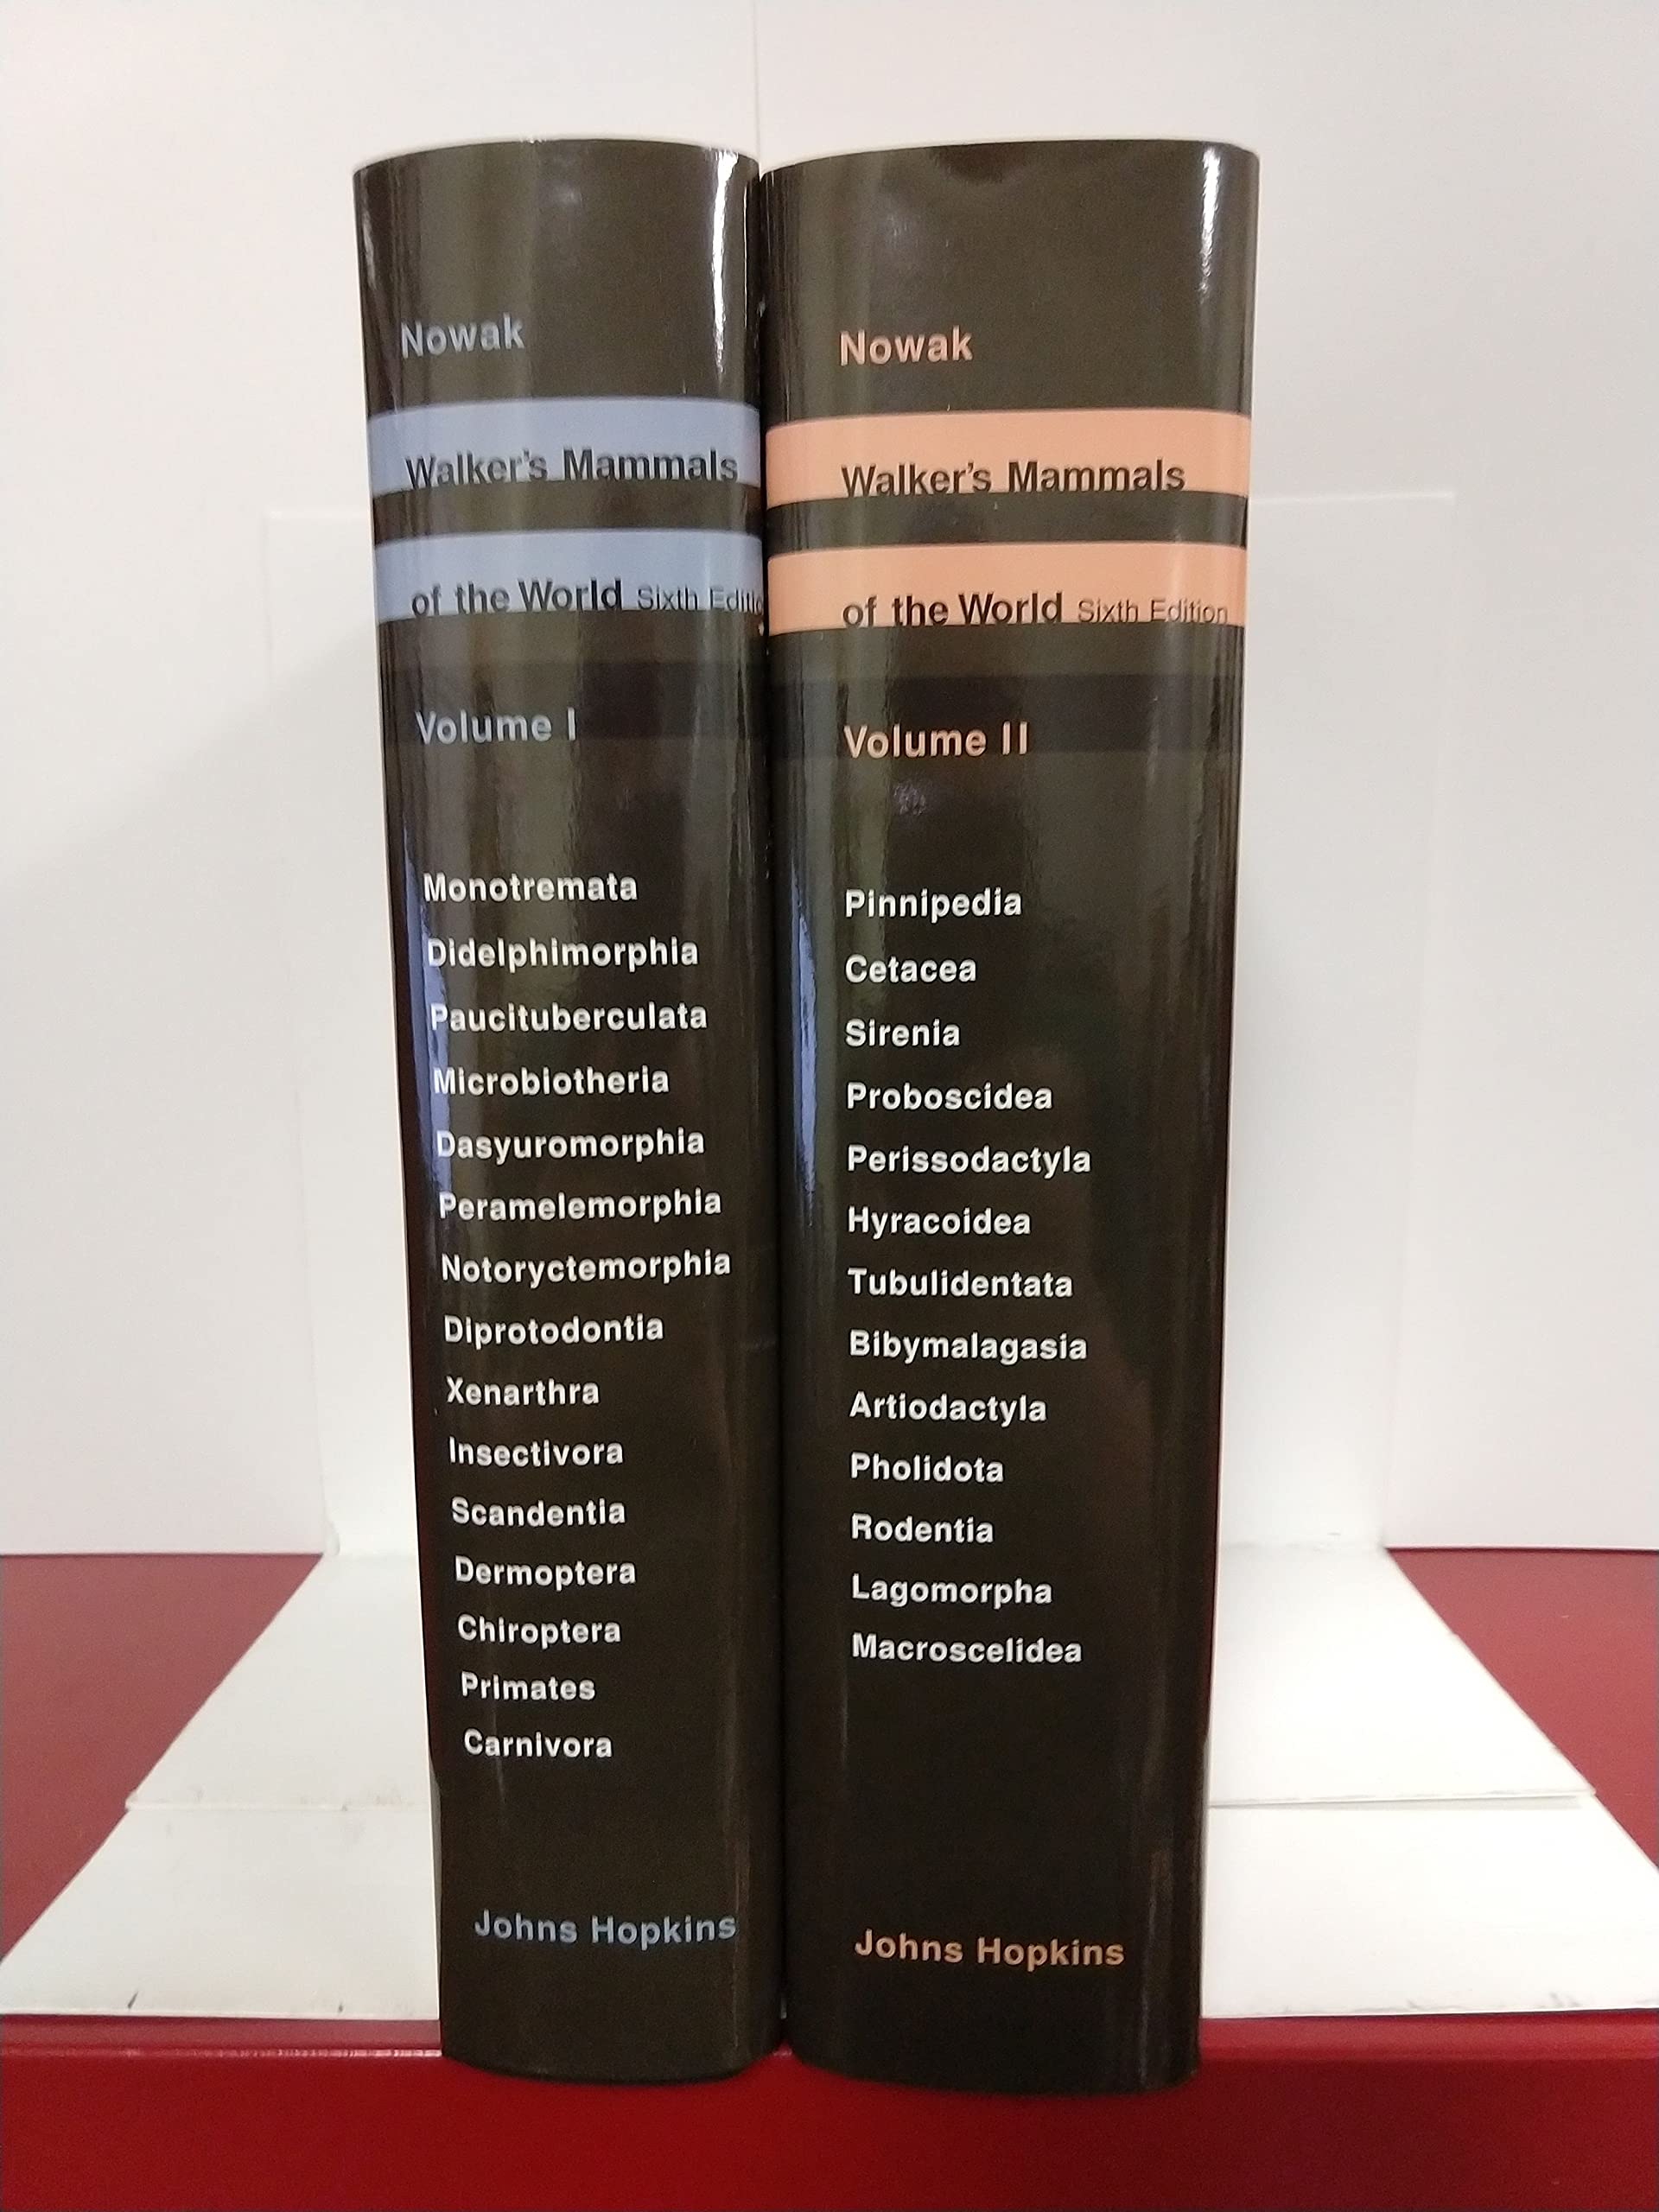 Nowak
Walker's Mammals
of the World Sixth Edition
Volume I
Monotremata
Didelphimorphia
Paucituberculata
Microbiotheria
Dasyuromorphia
Peramelemorphia
Notoryctemorphia
Diprotodontia
Xenarthra
Insectivora
Scandentia
Dermoptera
Chiroptera
Primates
Carnivora
Johns Hopkins
Nowak
Walker's Mammals
of the World Sixth Edition
Volume II
Pinnipedia
Cetacea
Sirenia
Proboscidea
Perissodactyla
Hyracoidea
Tubulidentata
Bibymalagasia
Artiodactyla
Pholidota
Rodentia
Lagomorpha
Macroscelidea
Johns Hopkins